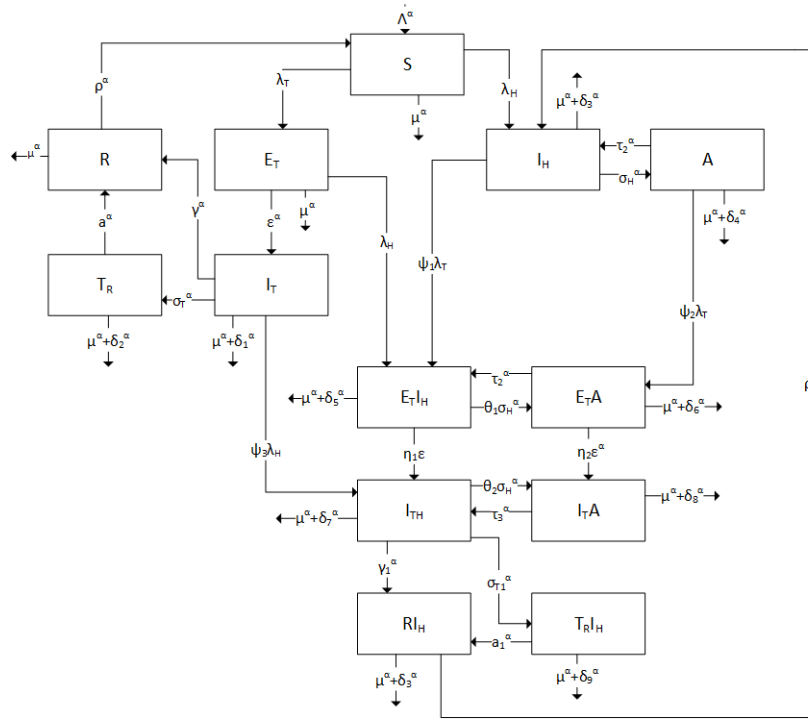 Λ^α
S
λ_T
λ_H
ρ^α
μ^α
μ^α+δ_3^α
R
E_T
I_H
τ_2^α
σ_H^α
A
μ^α
a^α
γ^α
ε^α
μ^α
λ_H
μ^α+δ_4^α
T_R
σ_T^α
I_T
ψ_1λ_T
ψ_2λ_T
μ^α+δ_2^α
μ^α+δ_1^α
E_TI_H
τ_2^α
θ_1σ_H^α
E_TA
μ^α+δ_5^α
μ^α+δ_6^α
ψ_3λ_H
η_1ε
η_2ε^α
I_TH
θ_2σ_H^α
τ_3^α
I_TA
μ^α+δ_7^α
μ^α+δ_8^α
γ_1^α
σ_T1^α
RI_H
a_1^α
T_RI_H
μ^α+δ_3^α
μ^α+δ_9^α